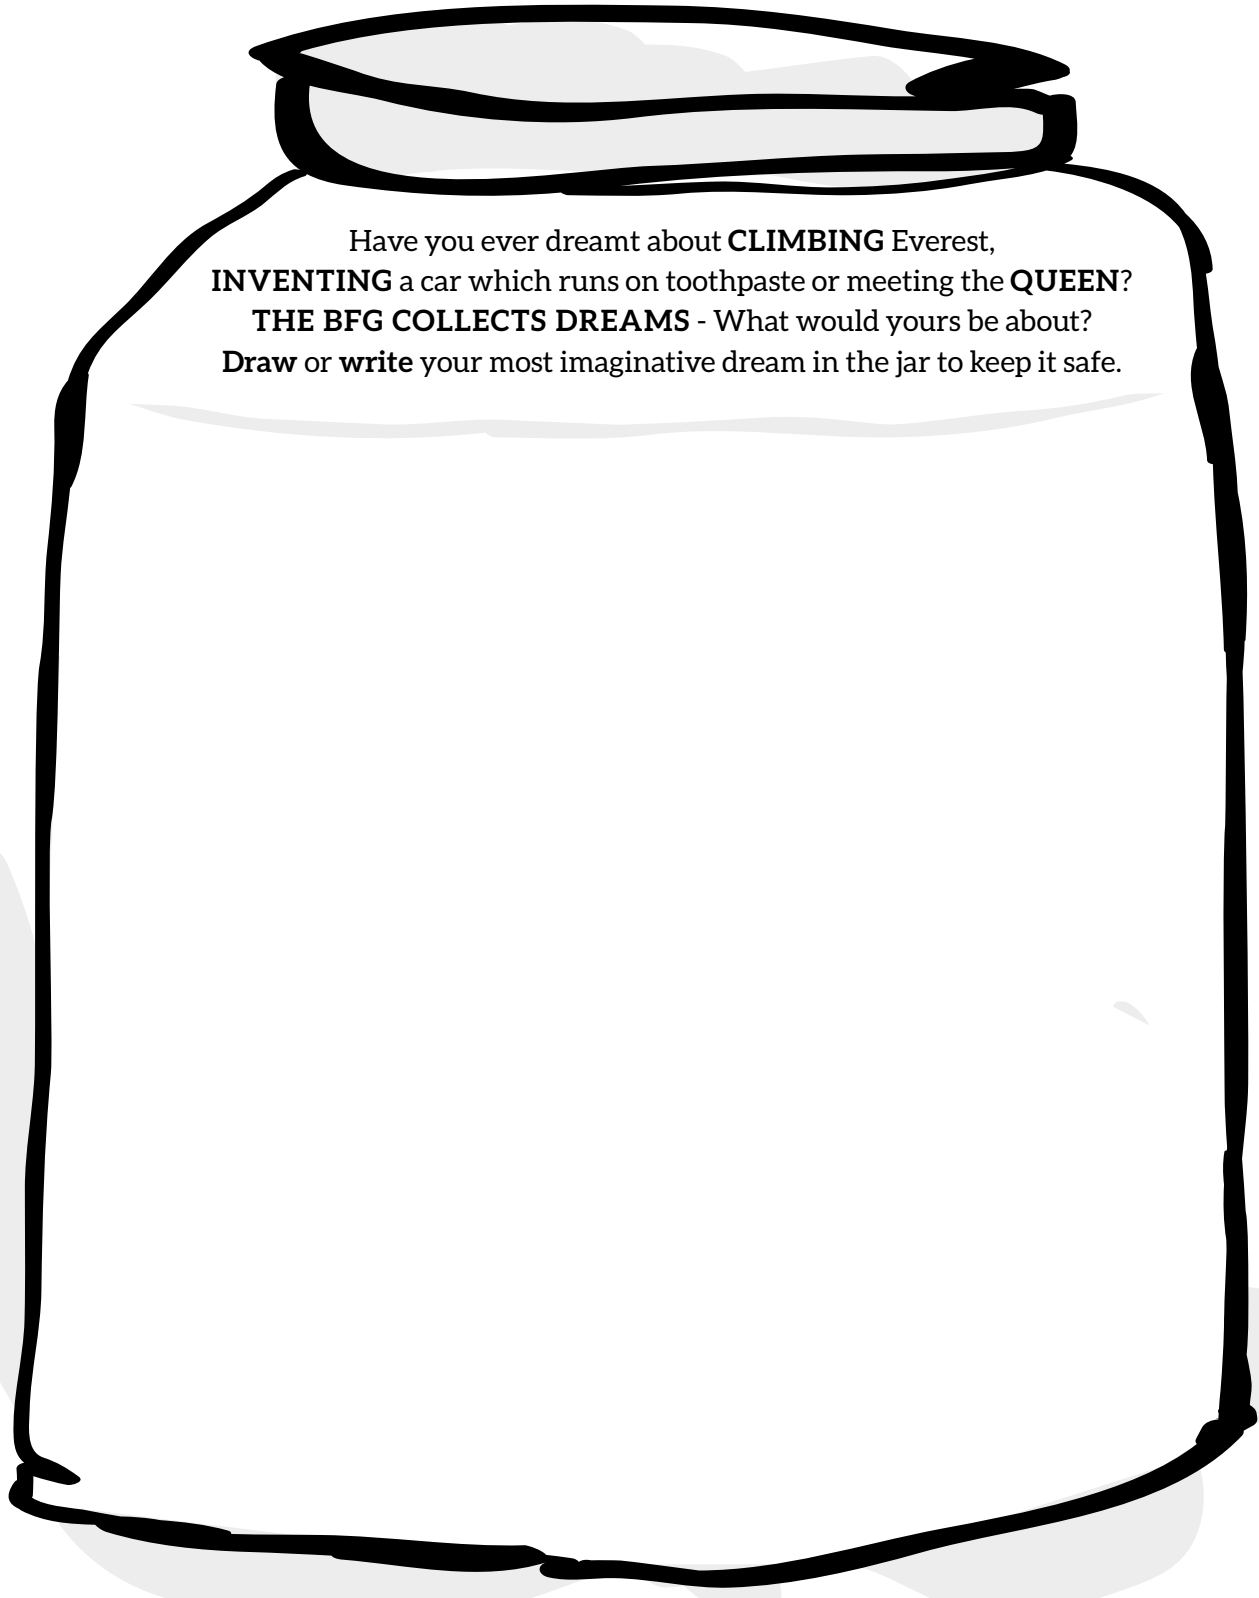 Have you ever dreamt about CLIMBING Everest,
INVENTING a car which runs on toothpaste or meeting the QUEEN?
THE BFG COLLECTS DREAMS - What would yours be about?
Draw or write your most imaginative dream in the jar to keep it safe.